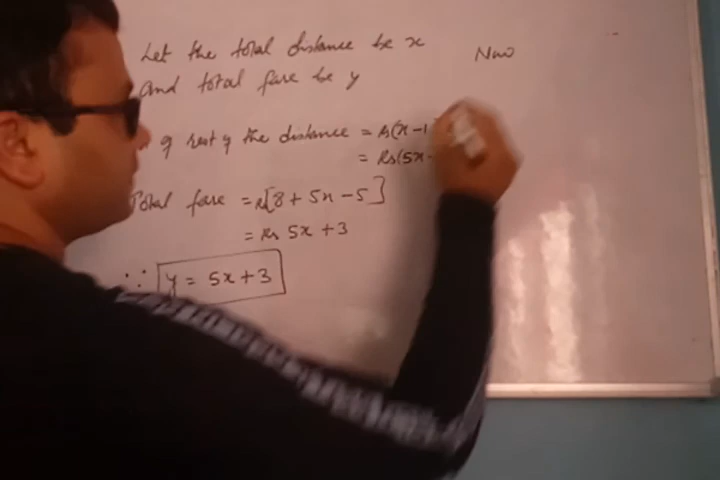 Let the total distance be x
and total fare be y
Now
of rest of the distance = Rs(x-1)
= Rs(5x-
Total fare = Rs[8 + 5x - 5]
= Rs 5x + 3
∵ y = 5x + 3